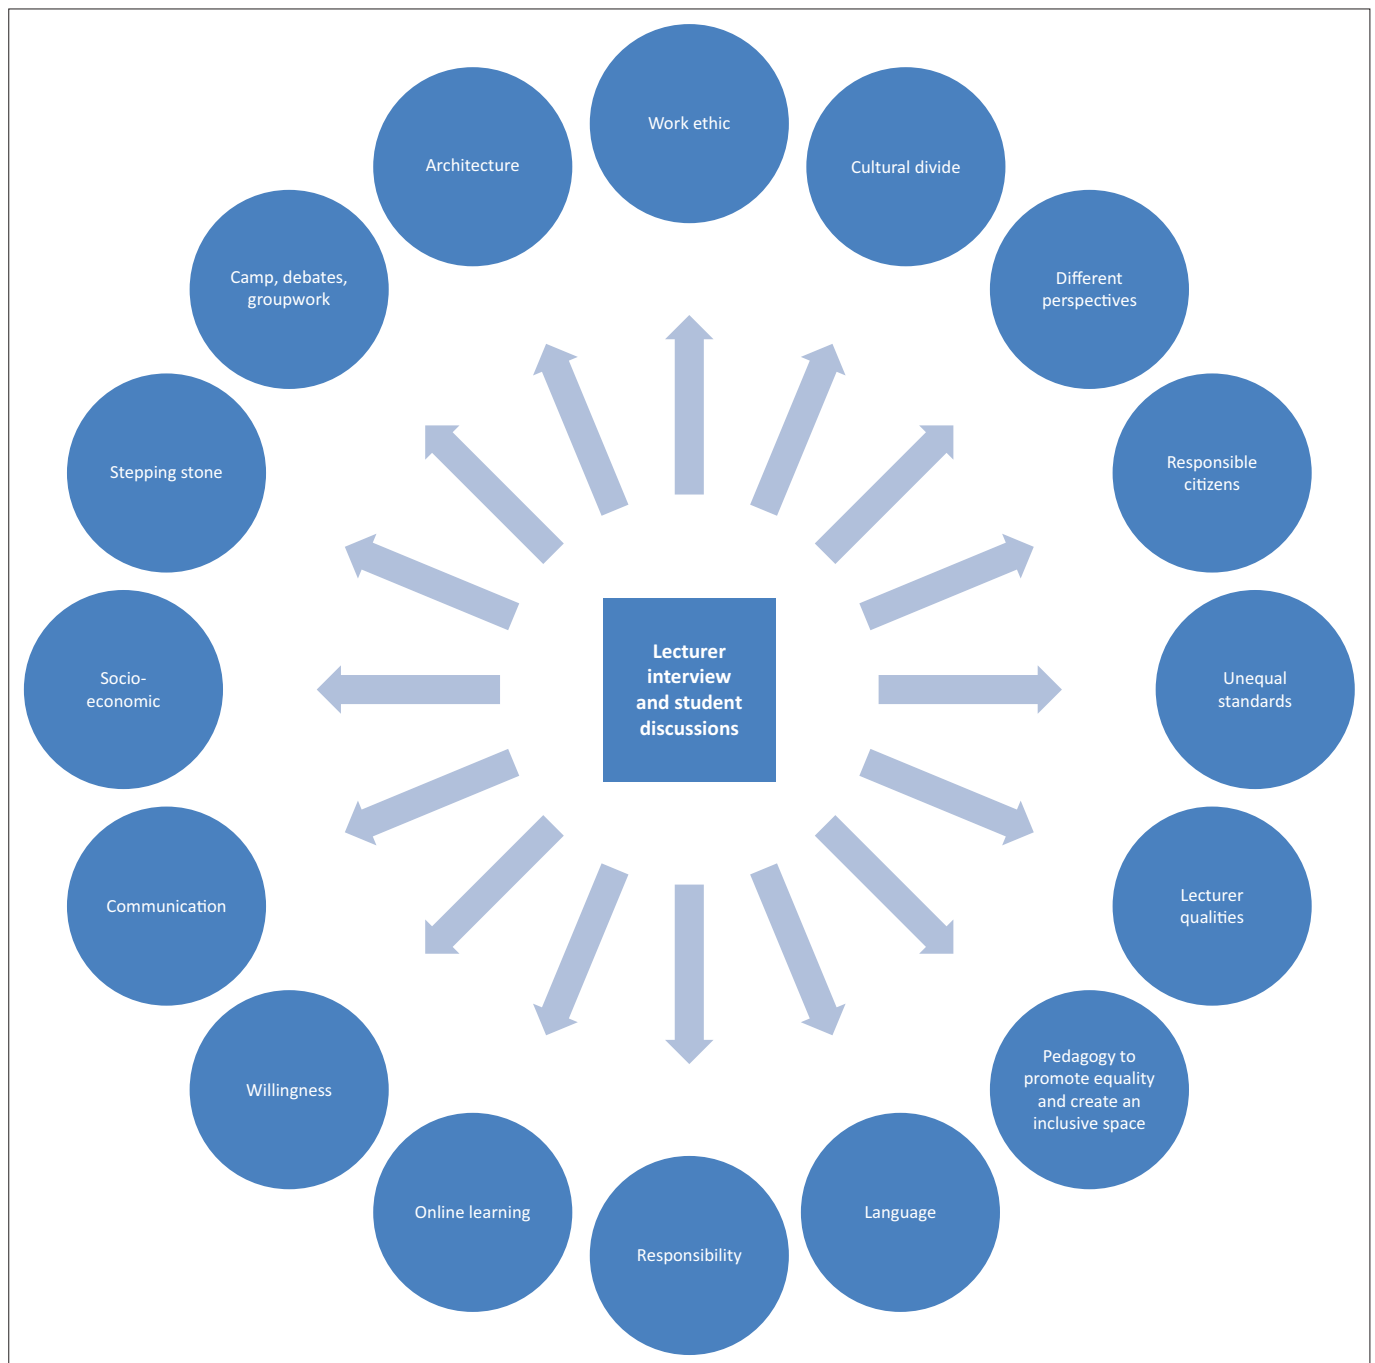 Work ethic
Cultural divide
Different
perspectives
Responsible
citizens
Unequal
standards
Lecturer
qualities
Pedagogy to
promote equality
and create an
inclusive space
Language
Responsibility
Online learning
Willingness
Communication
Socio-
economic
Stepping stone
Camp, debates,
groupwork
Architecture
Lecturer
interview
and student
discussions